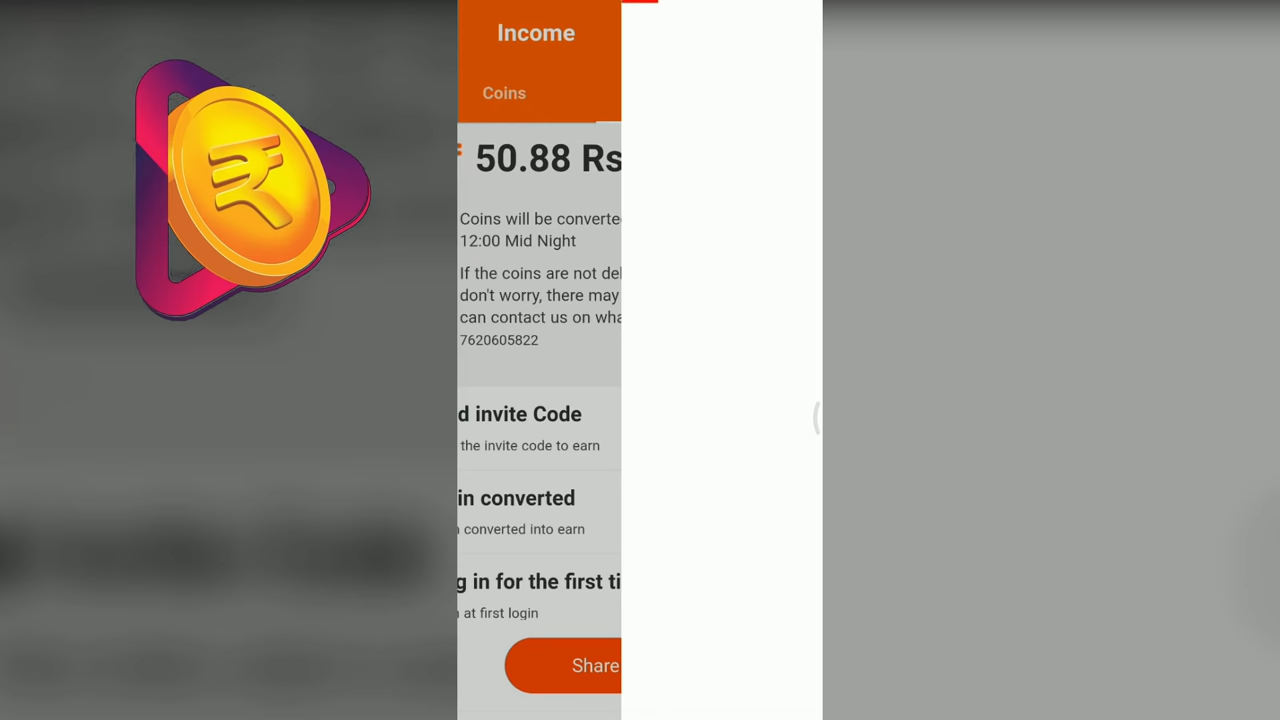 Income
Coins
50.88 Rs
Coins will be converte
12:00 Mid Night
If the coins are not del
don't worry, there may
can contact us on wha
7620605822
d invite Code
the invite code to earn
in converted
converted into earn
g in for the first ti
at first login
Share